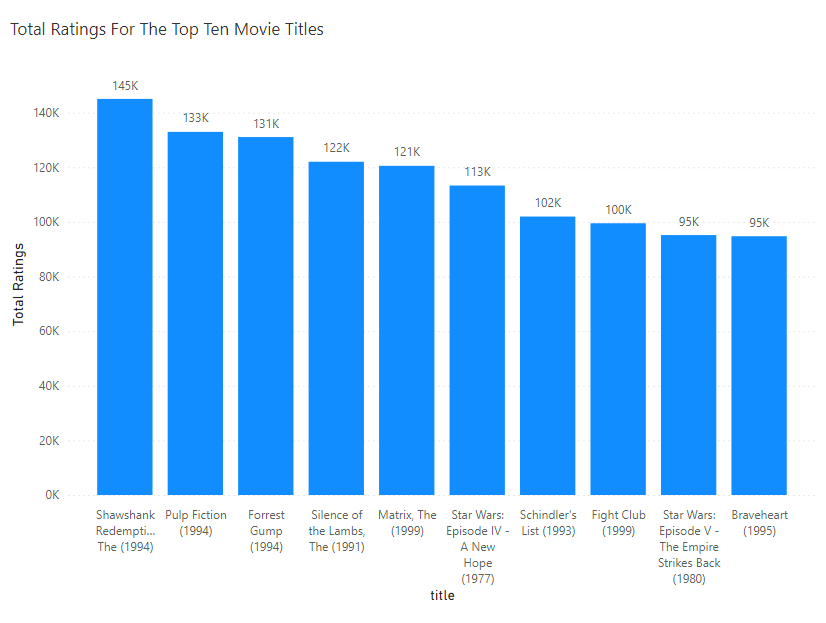 Total Ratings For The Top Ten Movie Titles
145K
133K
131K
122K
121K
113K
102K
100K
95K
95K
140K
120K
100K
80K
60K
40K
20K
0K
Total Ratings
Shawshank
Redempti...
The (1994)
Pulp Fiction
(1994)
Forrest
Gump
(1994)
Silence of
the Lambs,
The (1991)
Matrix, The
(1999)
Star Wars:
Episode IV -
A New
Hope
(1977)
Schindler's
List (1993)
Fight Club
(1999)
Star Wars:
Episode V -
The Empire
Strikes Back
(1980)
Braveheart
(1995)
title